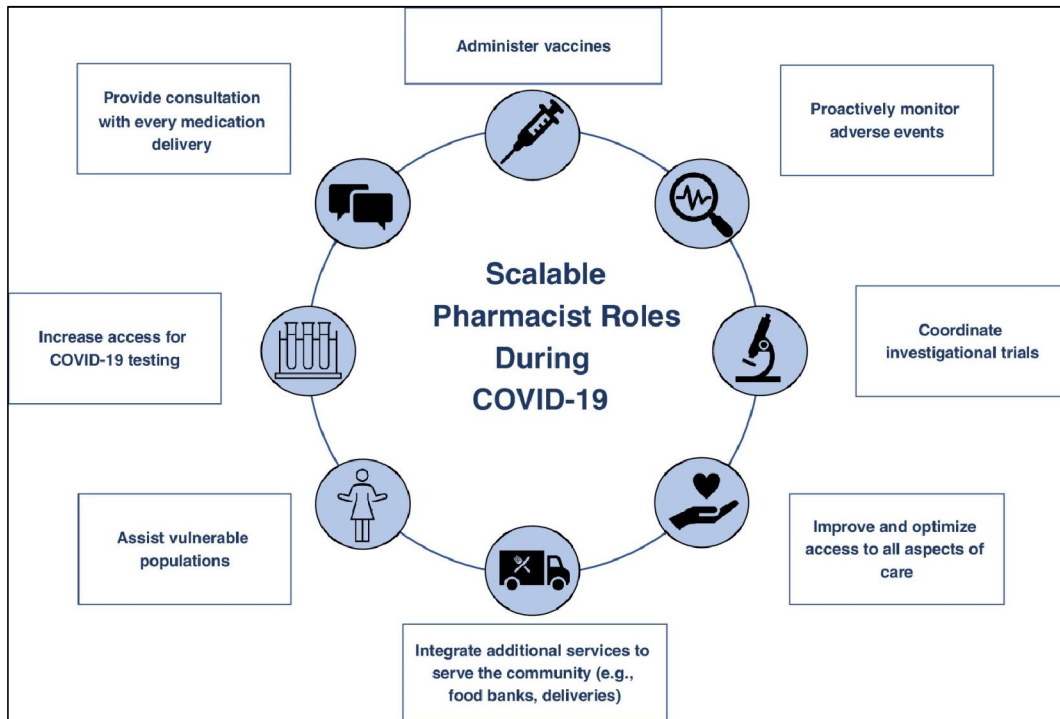 Administer vaccines
Provide consultation
with every medication
delivery
Proactively monitor
adverse events
Scalable
Pharmacist Roles
During
COVID-19
Increase access for
COVID-19 testing
Coordinate
investigational trials
Assist vulnerable
populations
Improve and optimize
access to all aspects of
care
Integrate additional services to
serve the community (e.g.,
food banks, deliveries)